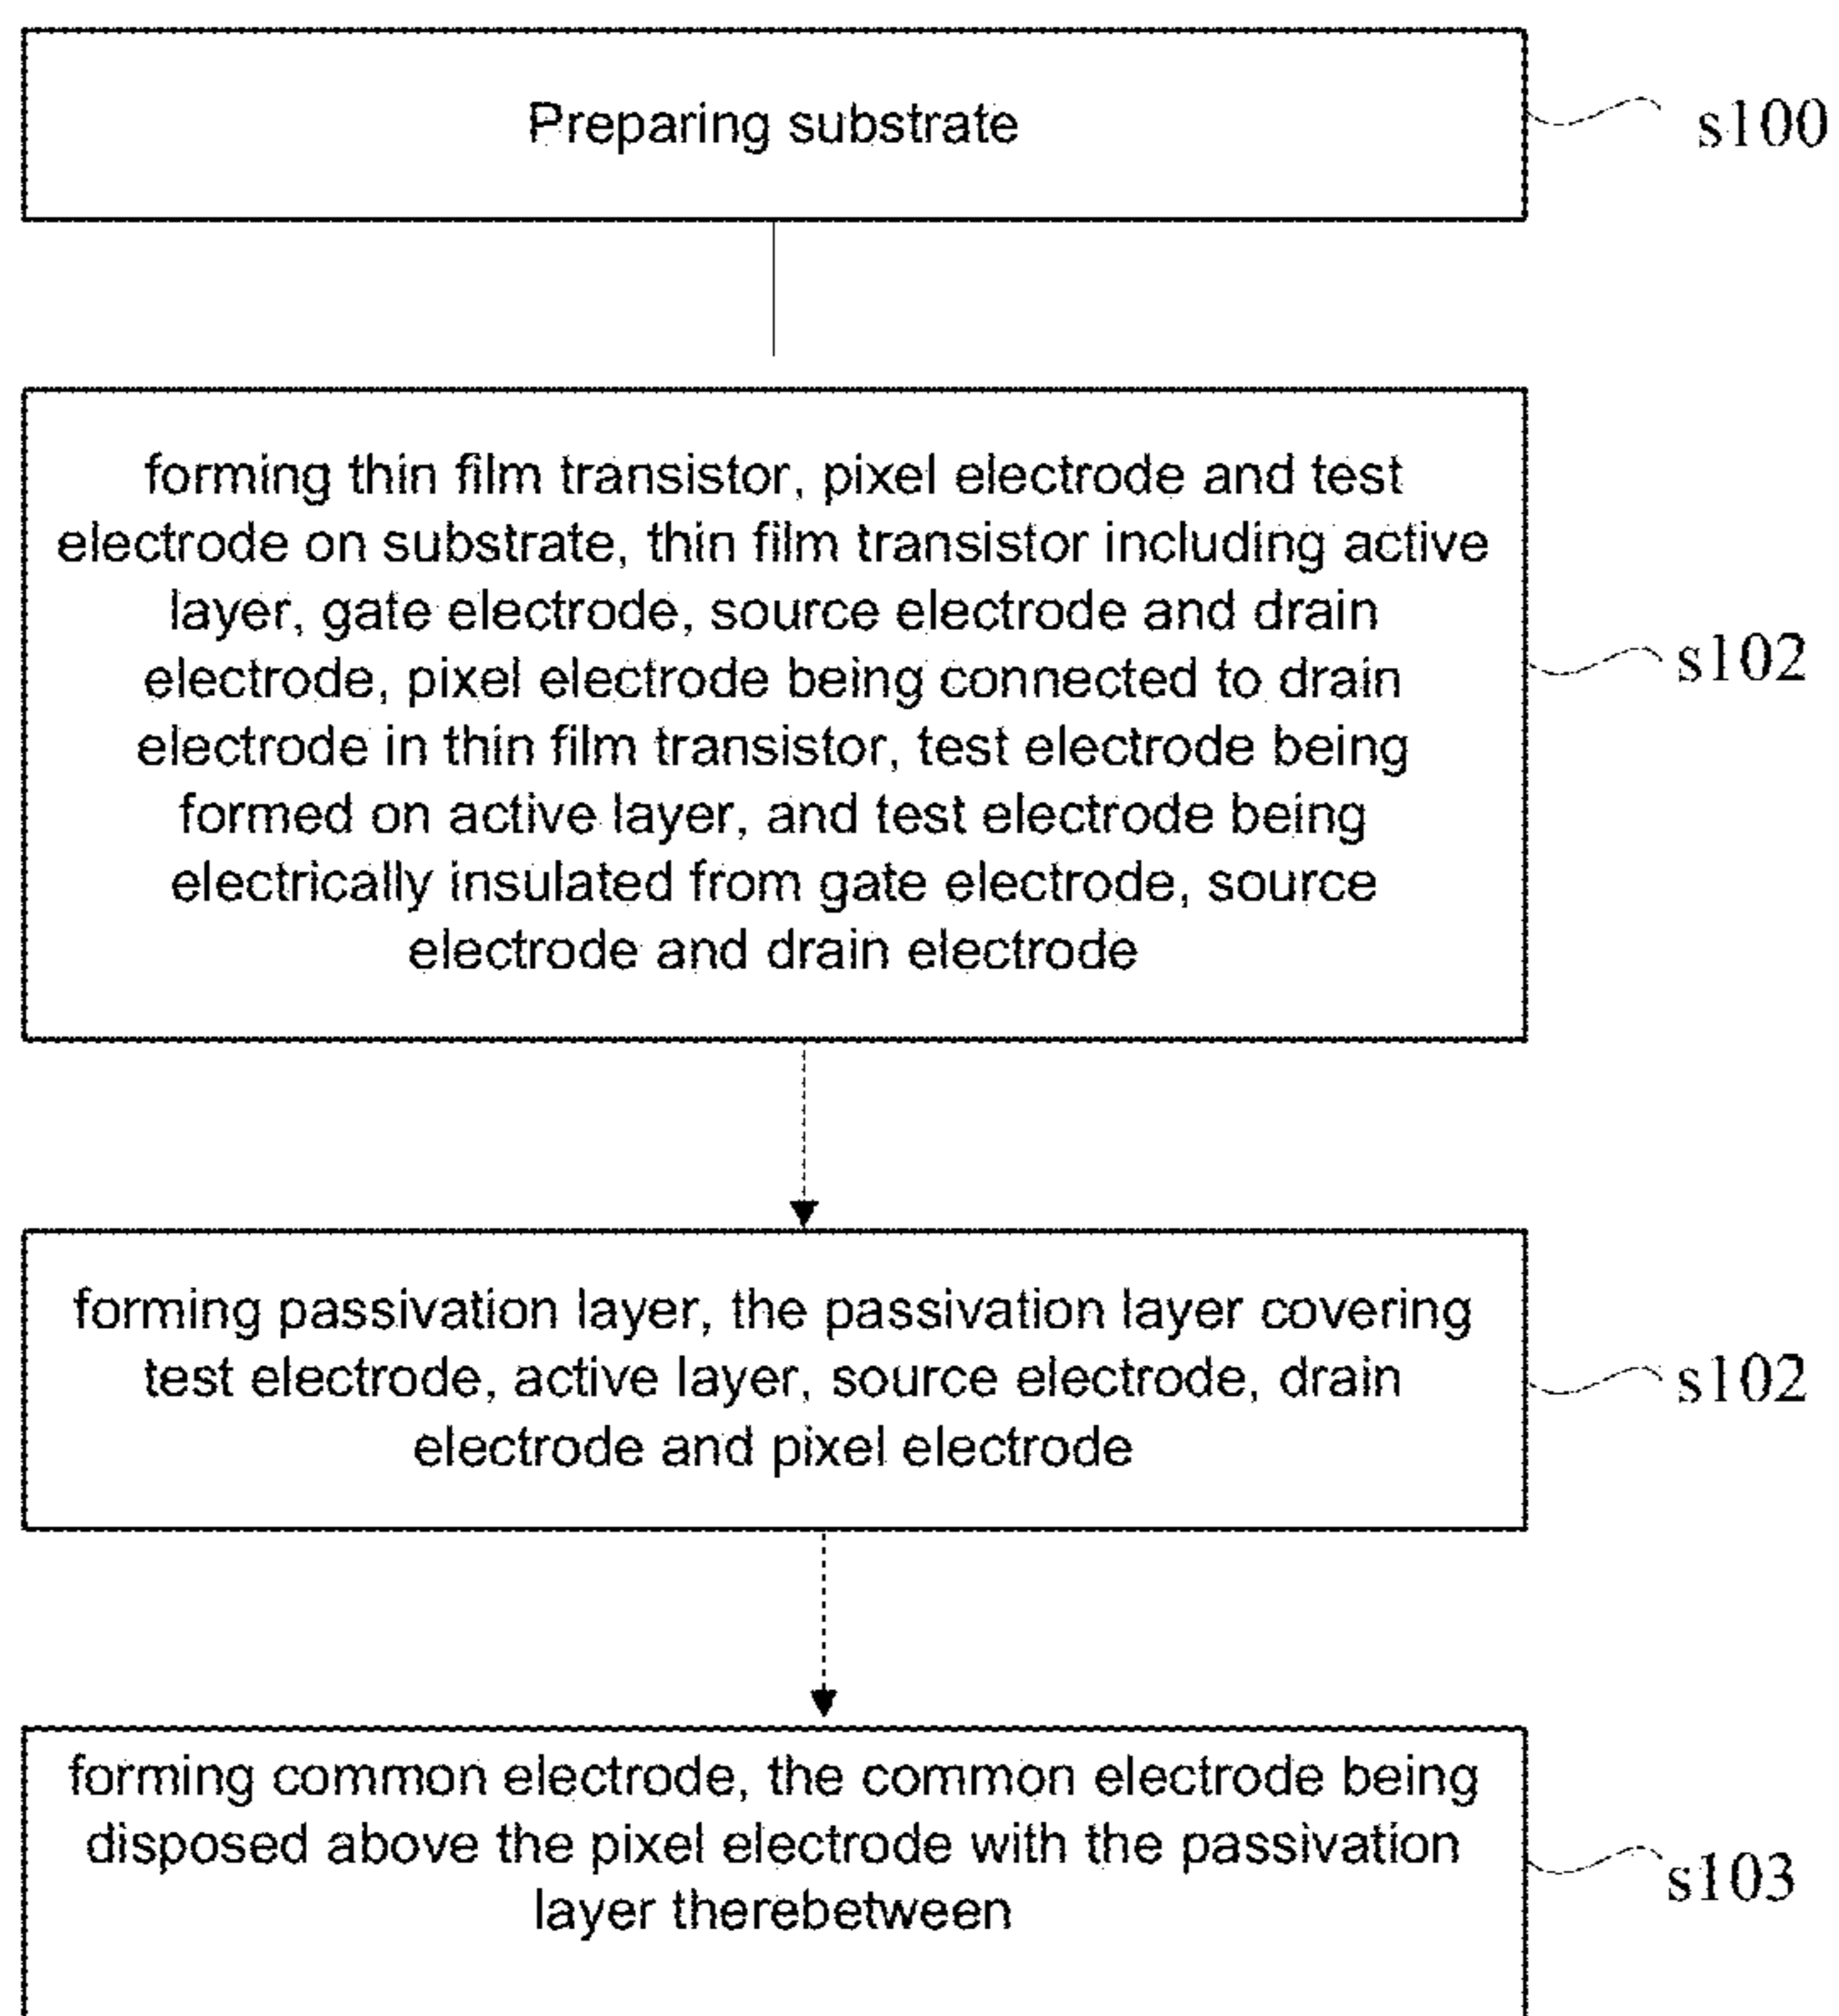 Preparing substrate
s100
forming thin film transistor, pixel electrode and test
electrode on substrate, thin film transistor including active
layer, gate electrode, source electrode and drain
electrode, pixel electrode being connected to drain
electrode in thin film transistor, test electrode being
formed on active layer, and test electrode being
electrically insulated from gate electrode, source
electrode and drain electrode
s102
forming passivation layer, the passivation layer covering
test electrode, active layer, source electrode, drain
electrode and pixel electrode
s102
forming common electrode, the common electrode being
disposed above the pixel electrode with the passivation
layer therebetween
s103